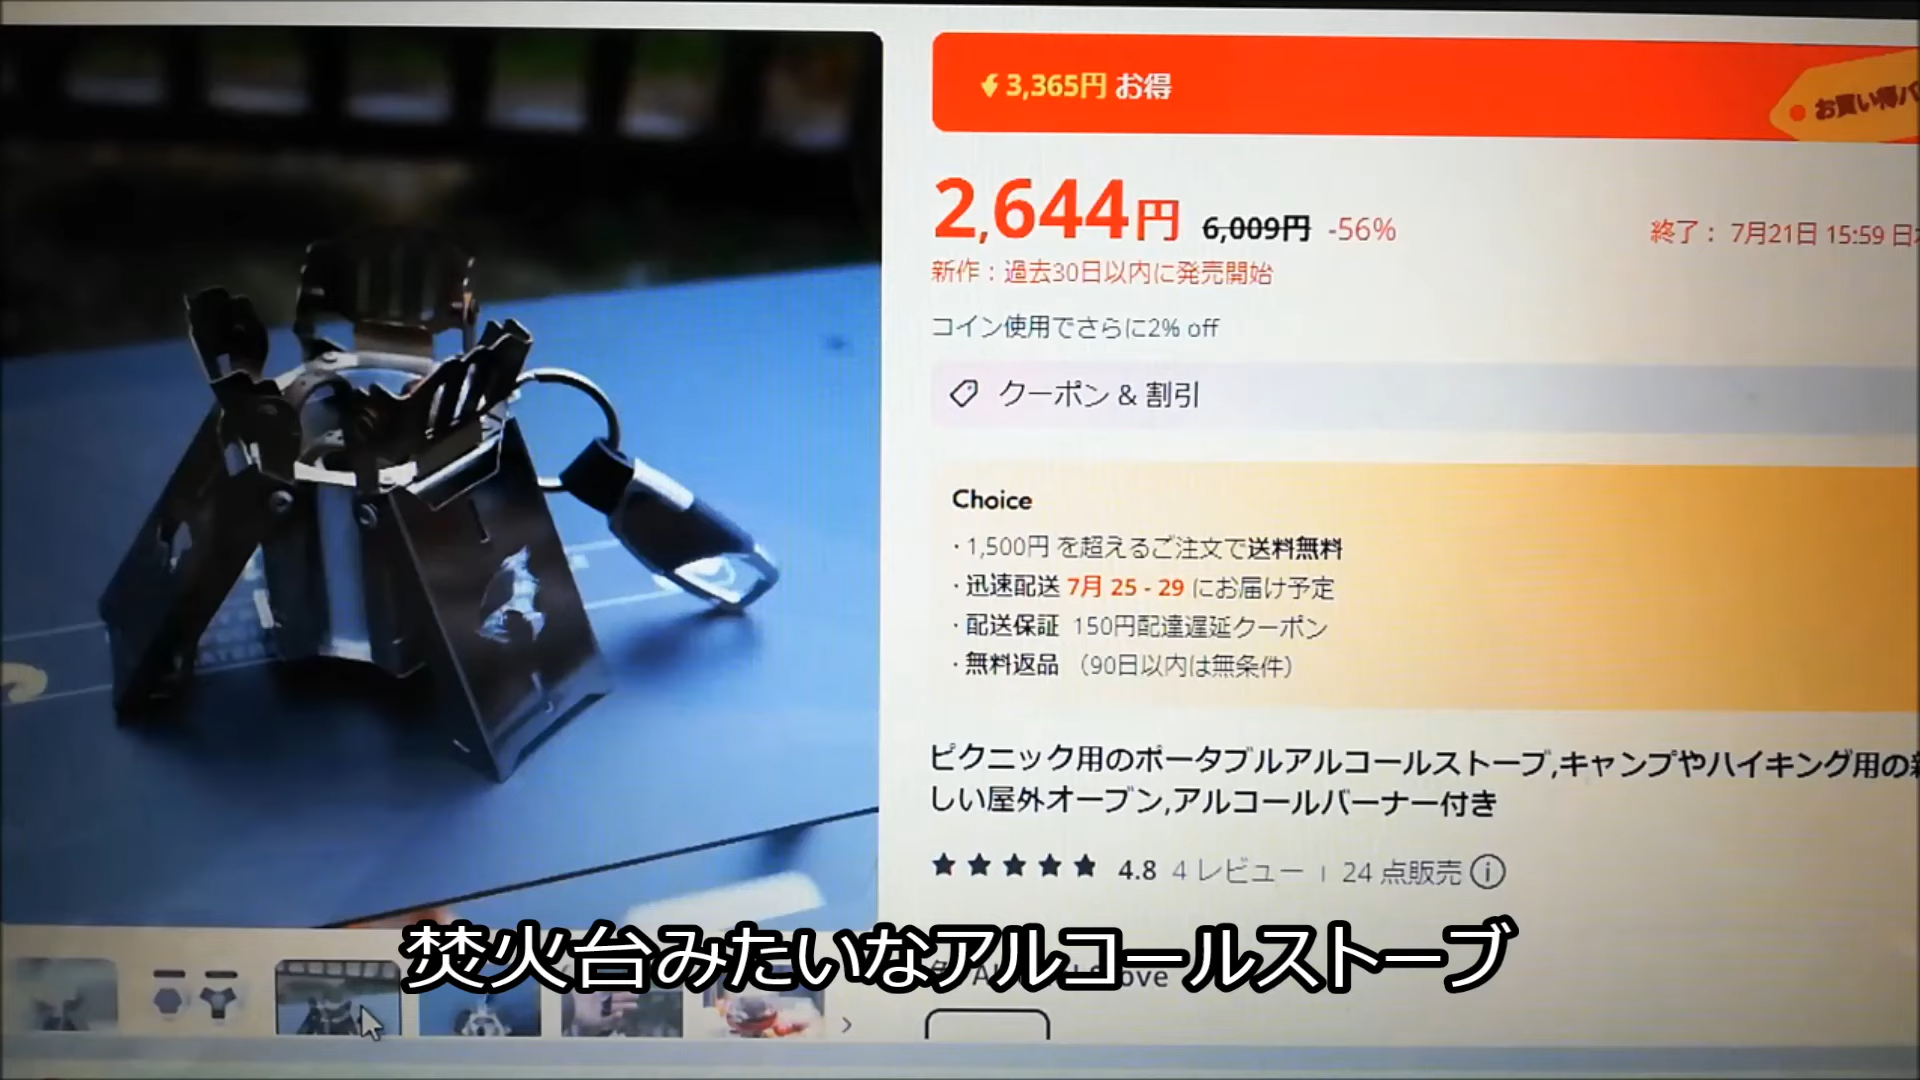 3,365円 お得
お買い得
2,644円 6,009円 -56%
終了： 7月21日 15:59 日
新作：過去30日以内に発売開始
コイン使用でさらに2% off
クーポン & 割引
Choice
・1,500円 を超えるご注文で送料無料
・迅速配送 7月 25 - 29 にお届け予定
・配送保証 150円配達遅延クーポン
・無料返品 （90日以内は無条件）
ピクニック用のポータブルアルコールストーブ,キャンプやハイキング用の新
しい屋外オーブン,アルコールバーナー付き
4.8 4 レビュー 24 点販売
焚火台みたいなアルコールストーブ